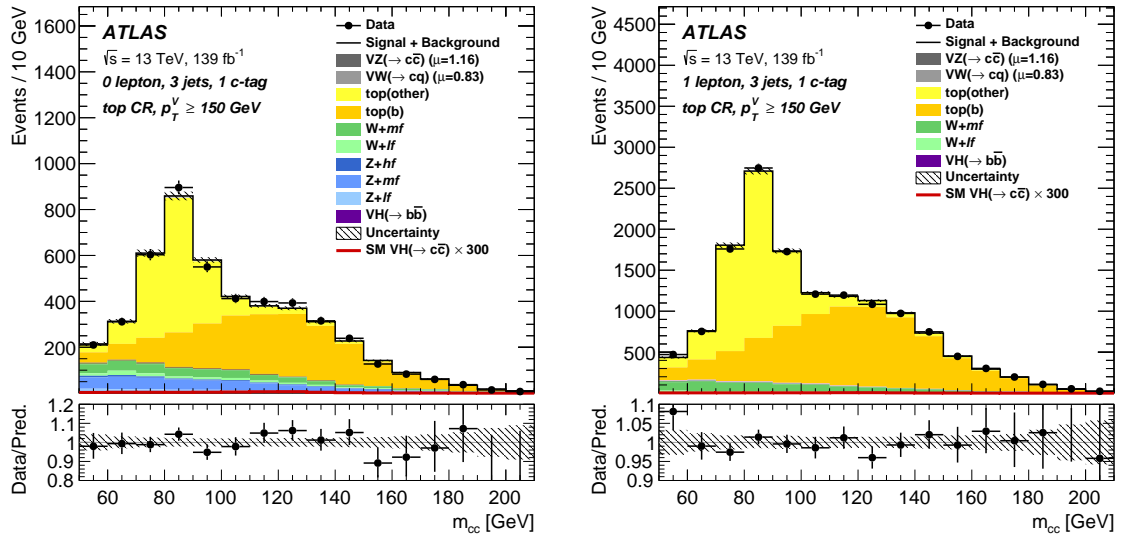 ATLAS
√s = 13 TeV, 139 fb⁻¹
0 lepton, 3 jets, 1 c-tag
top CR, p_T^V ≥ 150 GeV
Data
Signal + Background
VZ(→ cc̅) (μ=1.16)
VW(→ cq) (μ=0.83)
top(other)
top(b)
W+mf
W+lf
Z+hf
Z+mf
Z+lf
VH(→ bb̅)
Uncertainty
SM VH(→ cc̅) × 300
Events / 10 GeV
1600
1400
1200
1000
800
600
400
200
Data/Pred.
1.2
1.1
1
0.9
0.8
60 80 100 120 140 160 180 200
m_cc [GeV]
ATLAS
√s = 13 TeV, 139 fb⁻¹
1 lepton, 3 jets, 1 c-tag
top CR, p_T^V ≥ 150 GeV
Data
Signal + Background
VZ(→ cc̅) (μ=1.16)
VW(→ cq) (μ=0.83)
top(other)
top(b)
W+mf
W+lf
VH(→ bb̅)
Uncertainty
SM VH(→ cc̅) × 300
Events / 10 GeV
4500
4000
3500
3000
2500
2000
1500
1000
500
Data/Pred.
1.1
1.05
1
0.95
0.9
60 80 100 120 140 160 180 200
m_cc [GeV]